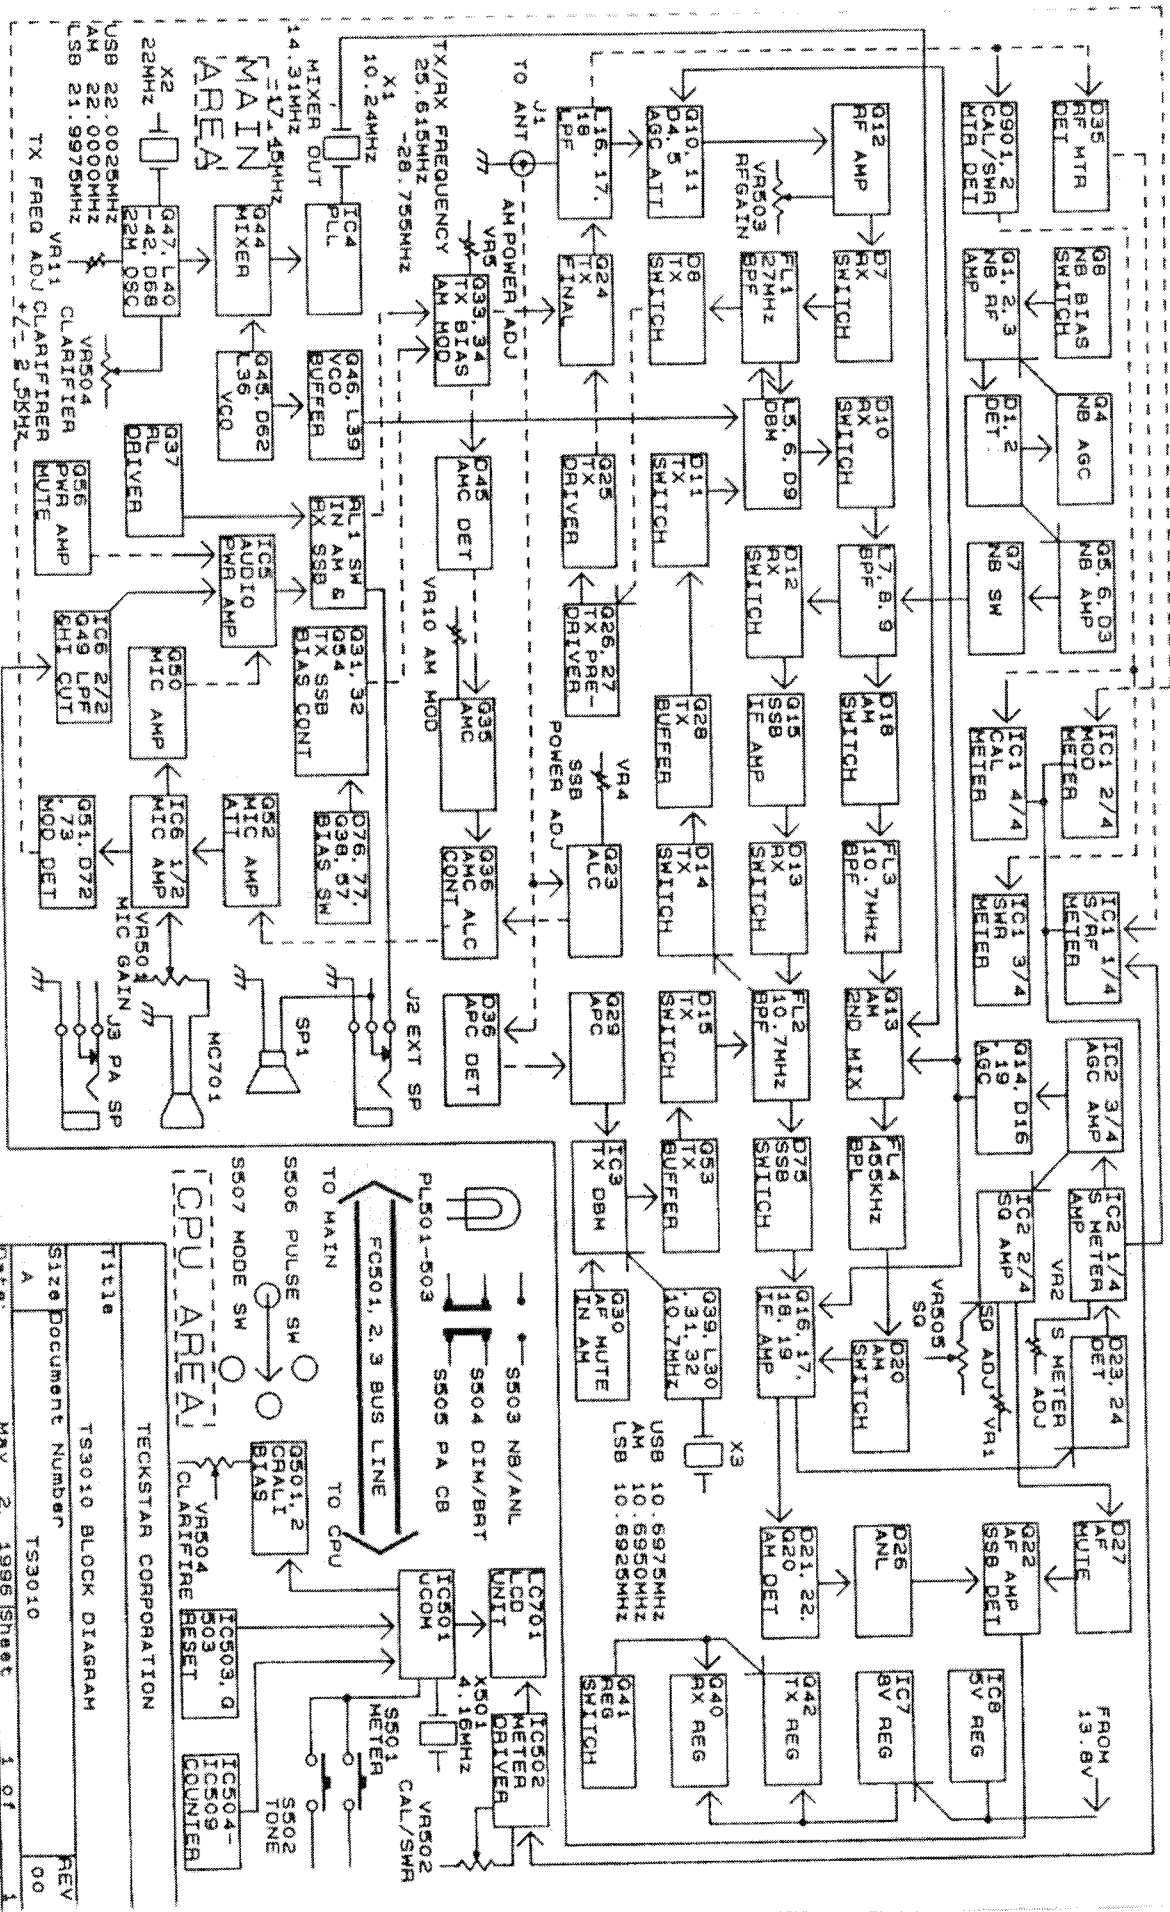 D35
RF MTR
DET
D901, 2
CAL/SWR
MTR DET
Q12
RF AMP
VR503
RFGAIN
Q10, 11
D4, 5
AGC ATT
L16, 17,
18
LPF
J1
TO ANT
Q8
NB BIAS
SWITCH
Q1, 2, 3
NB RF
AMP
D7
RX
SWITCH
FL1
27MHz
BPF
D8
TX
SWITCH
Q24
TX
FINAL
AMPOWER ADJ
VR5
Q33, 34
TX BIAS
AM MOD
TX/RX FREQUENCY
25.615MHz
-28.755MHz
X1
10.24MHz
MIXER OUT
14.31MHz
-17.45MHz
IC4
PLL
Q44
MIXER
MAIN
AREA
X2
22MHz
Q47, L40
-42, D68
22M OSC
USB 22.0025MHz
AM 22.0000MHz
LSB 21.9975MHz
VR11
TX FREQ ADJ
VR504
CLARIFIER
CLARIFIRER
+/- 2.5KHz
Q4
NB AGC
D1, 2
DET
D10
RX
SWITCH
L5, 6, D9
DBM
D11
TX
SWITCH
Q25
TX
DRIVER
D45
AMC DET
Q46, L39
VCO
BUFFER
Q45, D62
L36
VCO
Q37
RL
DRIVER
Q56
PWR AMP
MUTE
Q5, 6, D3
NB AMP
Q7
NB SW
L7, 8, 9
BPF
D12
RX
SWITCH
Q26, 27
TX PRE-
DRIVER
VR10 AM MOD
RL1 SW
IN AM &
RX SSB
IC5
AUDIO
PWR AMP
Q31, 32
Q54
TX SSB
BIAS CONT
Q50
MIC AMP
IC6 2/2
Q49 LPF
&HI CUT
IC1 2/4
MOD
METER
IC1 4/4
CAL
METER
D18
AM
SWITCH
Q15
SSB
IF AMP
Q28
TX
BUFFER
VR4
SSB
POWER ADJ
Q35
AMC
D76, 77,
Q38, 57
BIAS SW
Q52
MIC AMP
ATT
IC6 1/2
MIC AMP
Q51, D72
, 73
MOD DET
IC1 1/4
S/RF
METER
IC1 3/4
SWR
METER
FL3
10.7MHz
BPF
D13
RX
SWITCH
D14
TX
SWITCH
Q23
ALC
Q36
AMC ALC
CONT
VR501
MIC GAIN
IC2 3/4
AGC AMP
Q14, D16
, 19
AGC
Q13
AM
2ND MIX
FL2
10.7MHz
BPF
D15
TX
SWITCH
Q29
APC
D36
APC DET
J2 EXT SP
SP1
MC701
J3 PA SP
IC2 1/4
S METER
AMP
IC2 2/4
SQ AMP
FL4
455KHz
BPL
D75
SSB
SWITCH
Q53
TX
BUFFER
IC3
TX DBM
D23, 24
DET
VR2
S METER
ADJ
SQ ADJ VR1
VR505
SQ
D20
AM
SWITCH
Q16, 17,
18, 19
IF AMP
Q39, L30
, 31, 32
10.7MHz
Q30
AF MUTE
IN AM
X3
USB 10.6975MHz
AM 10.6950MHz
LSB 10.6925MHz
D27
AF
MUTE
Q22
AF AMP
SSB DET
D26
ANL
D21, 22,
Q20
AM DET
FROM
13.8V
IC8
5V REG
IC7
8V REG
Q42
TX REG
Q40
RX REG
Q41
REG
SWITCH
PL501-503
S503 NB/ANL
S504 DIM/BRT
S505 PA CB
FC501, 2, 3 BUS LINE
TO MAIN
TO CPU
S506 PULSE SW
S507 MODE SW
CPU AREA
LC701
LCD
UNIT
IC502
METER
DRIVER
IC501
uCOM
X501
4.16MHz
VR502
CAL/SWR
S501
METER
S502
TONE
Q501, 2
CRALI
BIAS
VR504
CLARIFIRE
IC503, Q
503
RESET
IC504-
IC509
COUNTER
TECKSTAR CORPORATION
Title
TS3010 BLOCK DIAGRAM
Size Document Number
REV
A
TS3010
00
Date: MAY 2, 1996 Sheet 1 of 1